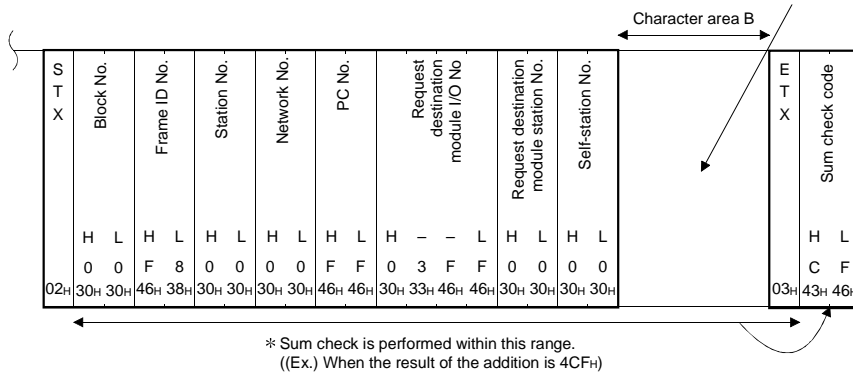 Character area B
S
T
X
Block No.
Frame ID No.
Station No.
Network No.
PC No.
Request
destination
module I/O No
Request destination
module station No.
Self-station No.
E
T
X
Sum check code
H L H L H L H L H L H – – L H L H L H L
0 0 F 8 0 0 0 0 F F 0 3 F F 0 0 0 0 C F
02H 30H 30H 46H 38H 30H 30H 30H 30H 46H 46H 30H 33H 46H 46H 30H 30H 30H 30H 03H 43H 46H
* Sum check is performed within this range.
((Ex.) When the result of the addition is 4CFH)